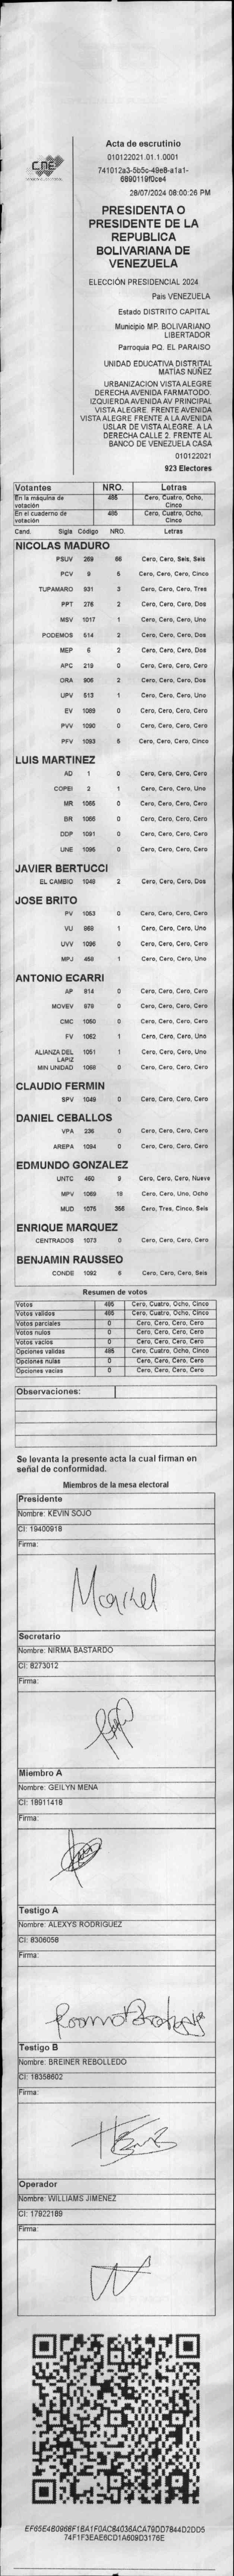 CNE
Acta de escrutinio
010122021.01.1.0001
741012a3-5b5c-49e8-a1a1-
6890119f0ce4
28/07/2024 08:00:26 PM
PRESIDENTA O
PRESIDENTE DE LA
REPUBLICA
BOLIVARIANA DE
VENEZUELA
ELECCIÓN PRESIDENCIAL 2024
Pais VENEZUELA
Estado DISTRITO CAPITAL
Municipio MP. BOLIVARIANO
LIBERTADOR
Parroquia PQ. EL PARAISO
UNIDAD EDUCATIVA DISTRITAL
MATÍAS NÚÑEZ
URBANIZACION VISTA ALEGRE
DERECHA AVENIDA FARMATODO.
IZQUIERDA AVENIDA AV PRINCIPAL
VISTA ALEGRE. FRENTE AVENIDA
VISTA ALEGRE FRENTE A LA AVENIDA
USLAR DE VISTA ALEGRE. A LA
DERECHA CALLE 2. FRENTE AL
BANCO DE VENEZUELA CASA
010122021
923 Electores
Votantes NRO. Letras
En la máquina de votación 485 Cero, Cuatro, Ocho, Cinco
En el cuaderno de votación 485 Cero, Cuatro, Ocho, Cinco
Cand. Sigla Código NRO. Letras
NICOLAS MADURO
PSUV 269 66 Cero, Cero, Seis, Seis
PCV 9 5 Cero, Cero, Cero, Cinco
TUPAMARO 931 3 Cero, Cero, Cero, Tres
PPT 276 2 Cero, Cero, Cero, Dos
MSV 1017 1 Cero, Cero, Cero, Uno
PODEMOS 514 2 Cero, Cero, Cero, Dos
MEP 6 2 Cero, Cero, Cero, Dos
APC 219 0 Cero, Cero, Cero, Cero
ORA 906 2 Cero, Cero, Cero, Dos
UPV 513 1 Cero, Cero, Cero, Uno
EV 1089 0 Cero, Cero, Cero, Cero
PVV 1090 0 Cero, Cero, Cero, Cero
PFV 1093 5 Cero, Cero, Cero, Cinco
LUIS MARTINEZ
AD 1 0 Cero, Cero, Cero, Cero
COPEI 2 1 Cero, Cero, Cero, Uno
MR 1055 0 Cero, Cero, Cero, Cero
BR 1066 0 Cero, Cero, Cero, Cero
DDP 1091 0 Cero, Cero, Cero, Cero
UNE 1095 0 Cero, Cero, Cero, Cero
JAVIER BERTUCCI
EL CAMBIO 1048 2 Cero, Cero, Cero, Dos
JOSE BRITO
PV 1053 0 Cero, Cero, Cero, Cero
VU 969 1 Cero, Cero, Cero, Uno
UVV 1096 0 Cero, Cero, Cero, Cero
MPJ 458 1 Cero, Cero, Cero, Uno
ANTONIO ECARRI
AP 914 0 Cero, Cero, Cero, Cero
MOVEV 979 0 Cero, Cero, Cero, Cero
CMC 1050 0 Cero, Cero, Cero, Cero
FV 1052 1 Cero, Cero, Cero, Uno
ALIANZA DEL LAPIZ 1051 1 Cero, Cero, Cero, Uno
MIN UNIDAD 1068 0 Cero, Cero, Cero, Cero
CLAUDIO FERMIN
SPV 1049 0 Cero, Cero, Cero, Cero
DANIEL CEBALLOS
VPA 236 0 Cero, Cero, Cero, Cero
AREPA 1094 0 Cero, Cero, Cero, Cero
EDMUNDO GONZALEZ
UNTC 460 9 Cero, Cero, Cero, Nueve
MPV 1069 18 Cero, Cero, Uno, Ocho
MUD 1075 356 Cero, Tres, Cinco, Seis
ENRIQUE MARQUEZ
CENTRADOS 1073 0 Cero, Cero, Cero, Cero
BENJAMIN RAUSSEO
CONDE 1092 6 Cero, Cero, Cero, Seis
Resumen de votos
Votos 485 Cero, Cuatro, Ocho, Cinco
Votos validos 485 Cero, Cuatro, Ocho, Cinco
Votos parciales 0 Cero, Cero, Cero, Cero
Votos nulos 0 Cero, Cero, Cero, Cero
Votos vacios 0 Cero, Cero, Cero, Cero
Opciones validas 485 Cero, Cuatro, Ocho, Cinco
Opciones nulas 0 Cero, Cero, Cero, Cero
Opciones vacias 0 Cero, Cero, Cero, Cero
Observaciones:
Se levanta la presente acta la cual firman en
señal de conformidad.
Miembros de la mesa electoral
Presidente
Nombre: KEVIN SOJO
CI: 19400918
Firma:
Secretario
Nombre: NIRMA BASTARDO
CI: 8273012
Firma:
Miembro A
Nombre: GEILYN MENA
CI: 18911418
Firma:
Testigo A
Nombre: ALEXYS RODRIGUEZ
CI: 6306058
Firma:
Testigo B
Nombre: BREINER REBOLLEDO
CI: 18358602
Firma:
Operador
Nombre: WILLIAMS JIMENEZ
CI: 17922189
Firma:
EF65E4B0966F1BA1F0AC84036ACA79DD7844D2DD5
74F1F3EAE6CD1A609D3176E